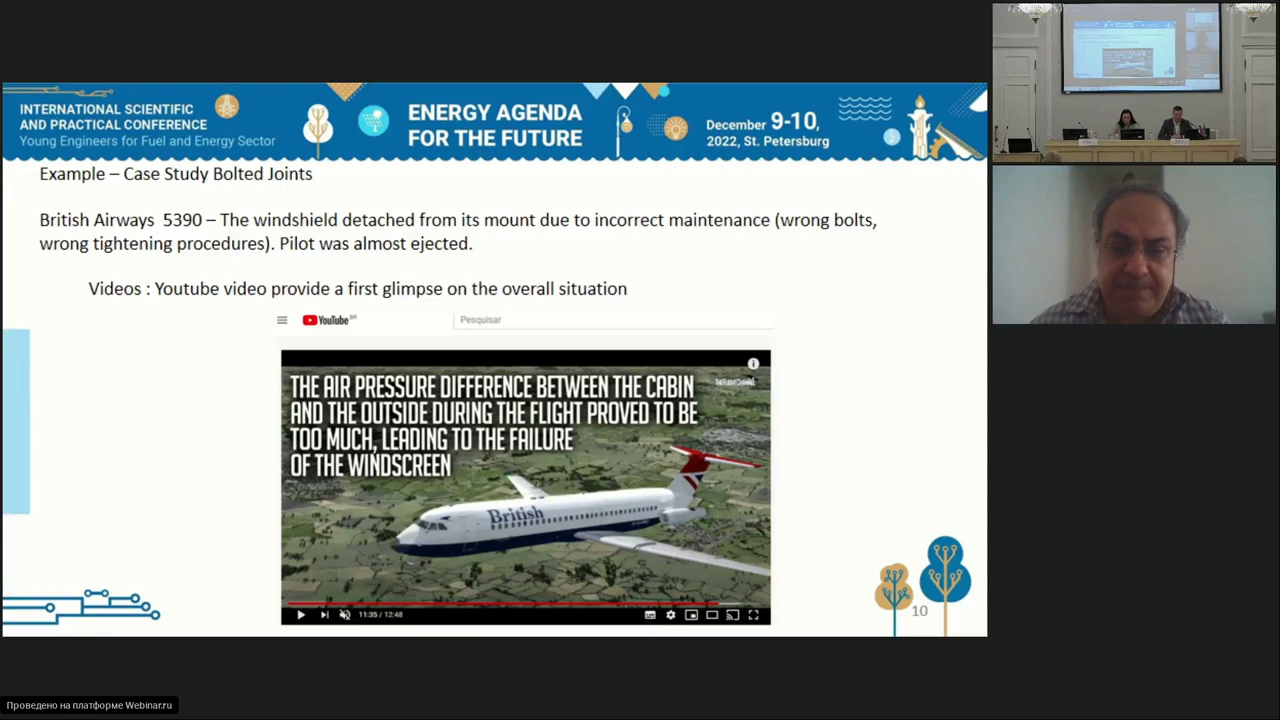 INTERNATIONAL SCIENTIFIC
AND PRACTICAL CONFERENCE
Young Engineers for Fuel and Energy Sector
ENERGY AGENDA
FOR THE FUTURE
December 9-10,
2022, St. Petersburg
Example – Case Study Bolted Joints
British Airways 5390 – The windshield detached from its mount due to incorrect maintenance (wrong bolts,
wrong tightening procedures). Pilot was almost ejected.
Videos : Youtube video provide a first glimpse on the overall situation
YouTube BR
Pesquisar
THE AIR PRESSURE DIFFERENCE BETWEEN THE CABIN
AND THE OUTSIDE DURING THE FLIGHT PROVED TO BE
TOO MUCH, LEADING TO THE FAILURE
OF THE WINDSCREEN
THEFLIGHTCHANNEL
British
11:35 / 12:48
10
Проведено на платформе Webinar.ru